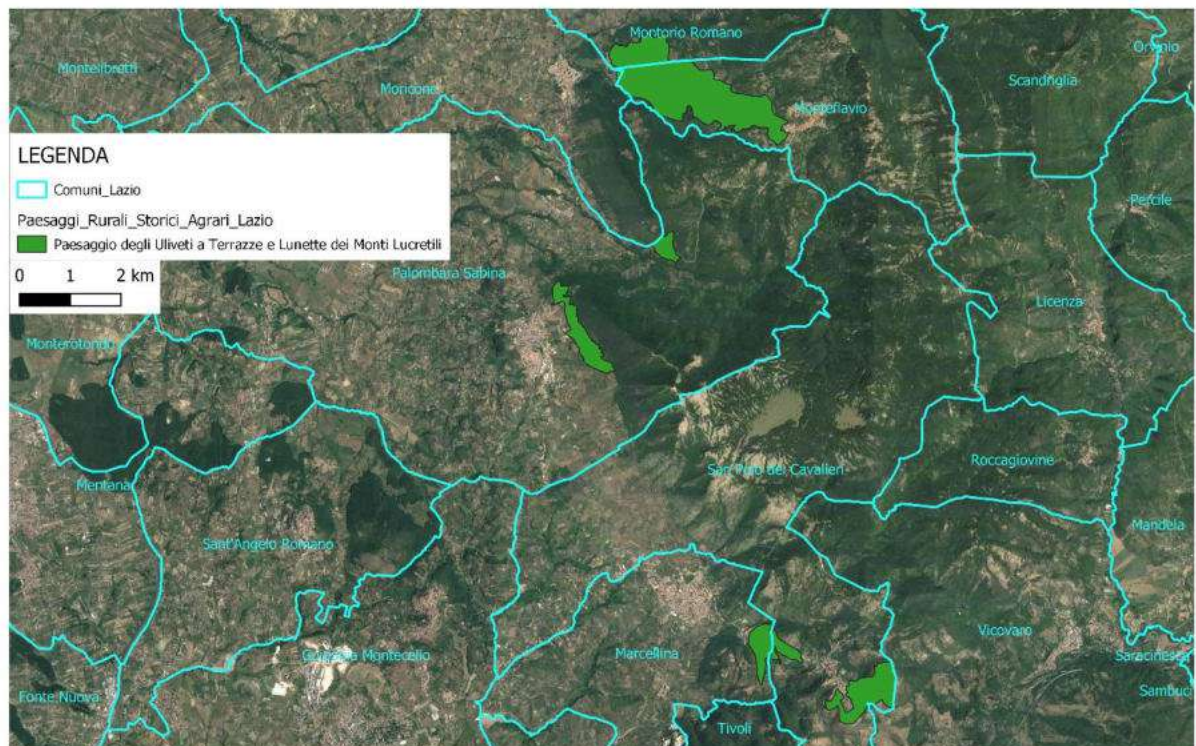 Montorio Romano
Orvinio
Montelibretti
Scandriglia
Moricone
Monteflavio
LEGENDA
Comuni_Lazio
Paesaggi_Rurali_Storici_Agrari_Lazio
Paesaggio degli Uliveti a Terrazze e Lunette dei Monti Lucretili
0 1 2 km
Percile
Palombara Sabina
Licenza
Monterotondo
Roccagiovine
San Polo dei Cavalieri
Mentana
Mandela
Sant'Angelo Romano
Vicovaro
Marcellina
Guidonia Montecelio
Saracinesco
Fonte Nuova
Sambuci
Tivoli